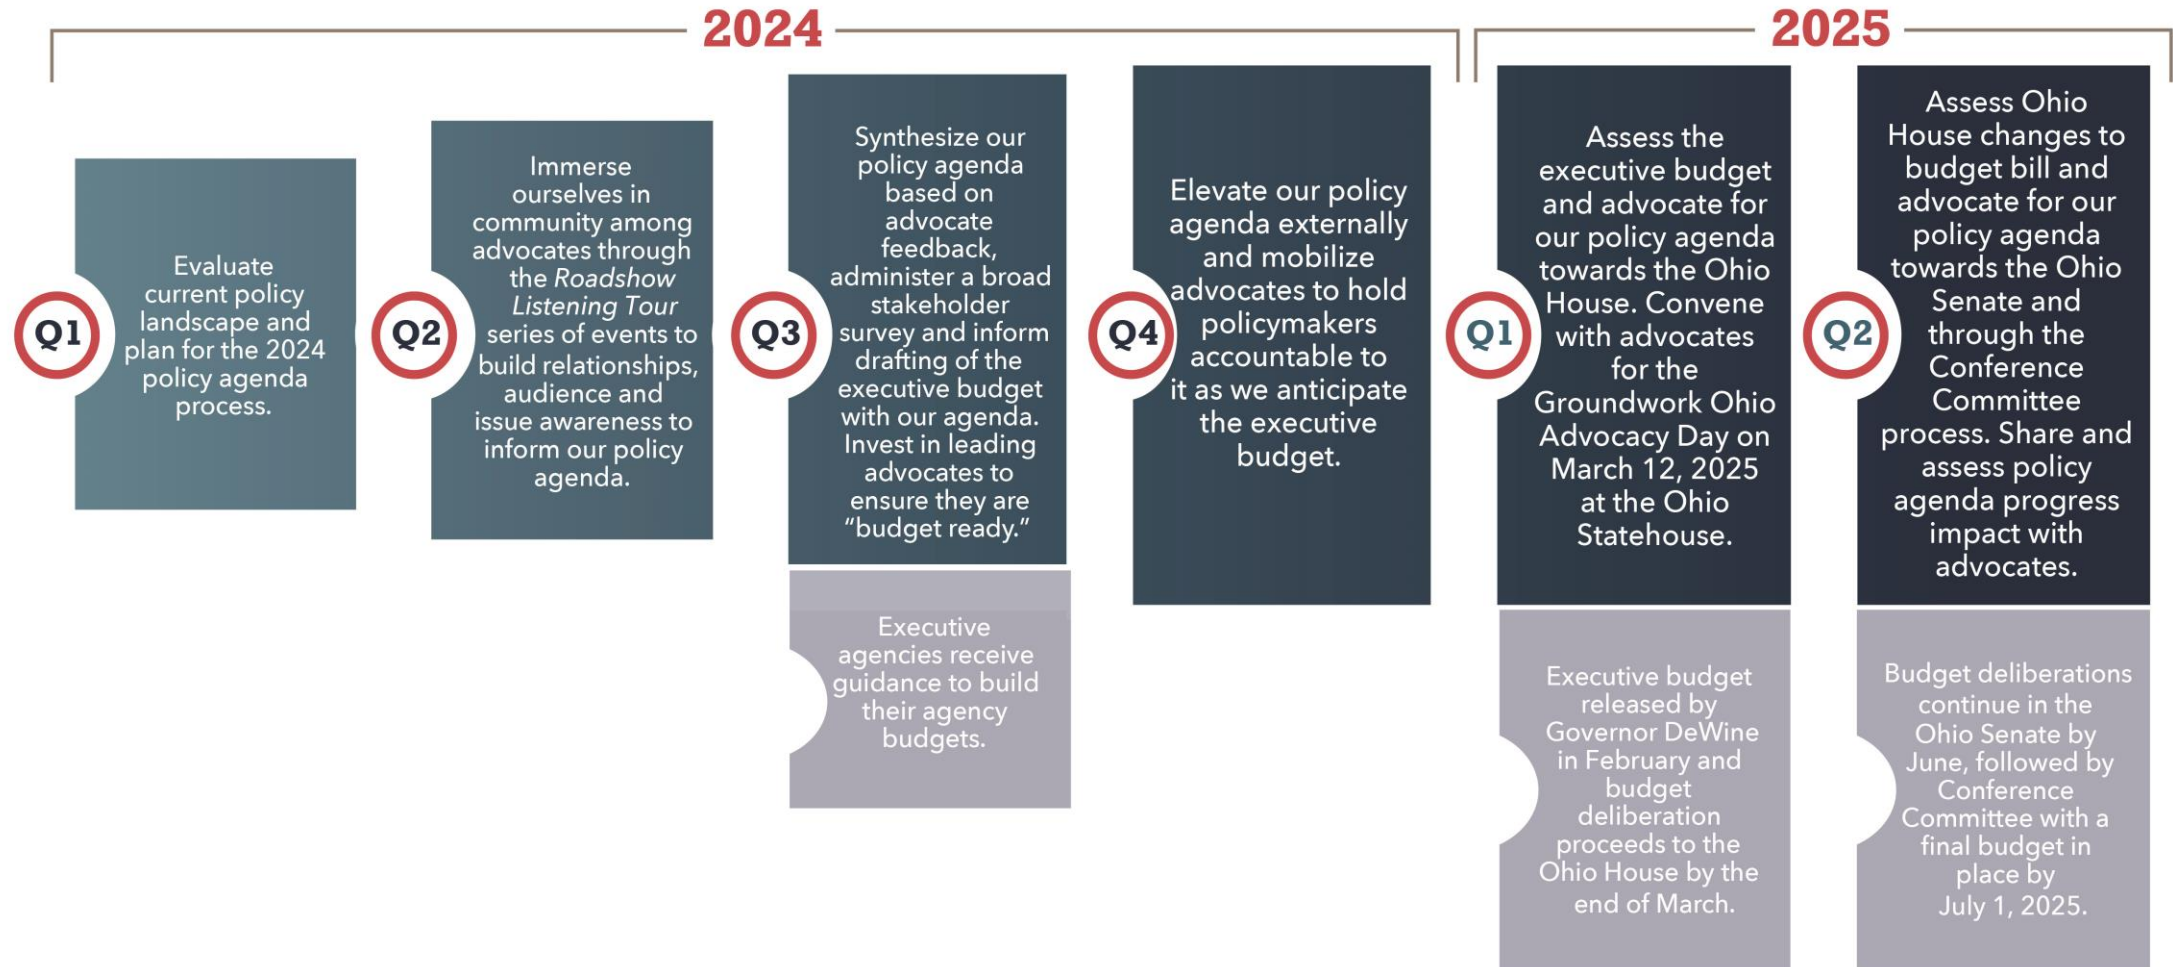 2024
2025
Q1
Evaluate
current policy
landscape and
plan for the 2024
policy agenda
process.
Q2
Immerse
ourselves in
community among
advocates through
the Roadshow
Listening Tour
series of events to
build relationships,
audience and
issue awareness to
inform our policy
agenda.
Q3
Synthesize our
policy agenda
based on
advocate
feedback,
administer a broad
stakeholder
survey and inform
drafting of the
executive budget
with our agenda.
Invest in leading
advocates to
ensure they are
“budget ready.”
Executive
agencies receive
guidance to build
their agency
budgets.
Q4
Elevate our policy
agenda externally
and mobilize
advocates to hold
policymakers
accountable to
it as we anticipate
the executive
budget.
Q1
Assess the
executive budget
and advocate for
our policy agenda
towards the Ohio
House. Convene
with advocates
for the
Groundwork Ohio
Advocacy Day on
March 12, 2025
at the Ohio
Statehouse.
Executive budget
released by
Governor DeWine
in February and
budget
deliberation
proceeds to the
Ohio House by the
end of March.
Q2
Assess Ohio
House changes to
budget bill and
advocate for our
policy agenda
towards the Ohio
Senate and
through the
Conference
Committee
process. Share and
assess policy
agenda progress
impact with
advocates.
Budget deliberations
continue in the
Ohio Senate by
June, followed by
Conference
Committee with a
final budget in
place by
July 1, 2025.